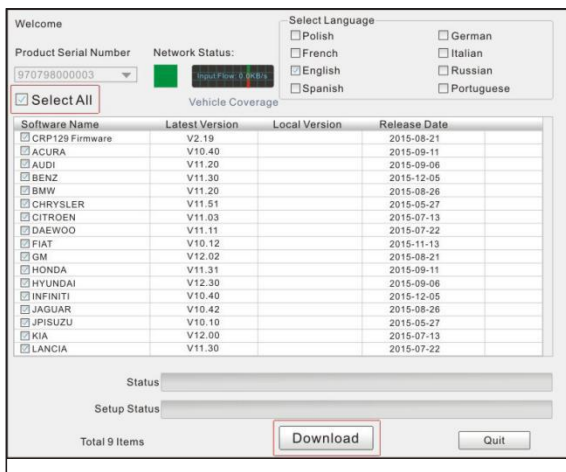 Welcome
Select Language
Polish German
Product Serial Number Network Status: French Italian
970798000003 Input Flow: 0.0KB/s English Russian
Spanish Portuguese
Select All Vehicle Coverage
Software Name Latest Version Local Version Release Date
CRP129 Firmware V2.19 2015-08-21
ACURA V10.40 2015-09-11
AUDI V11.20 2015-09-06
BENZ V11.30 2015-12-05
BMW V11.20 2015-08-26
CHRYSLER V11.51 2015-05-27
CITROEN V11.03 2015-07-13
DAEWOO V11.11 2015-07-22
FIAT V10.12 2015-11-13
GM V12.02 2015-08-21
HONDA V11.31 2015-09-11
HYUNDAI V12.30 2015-09-06
INFINITI V10.40 2015-12-05
JAGUAR V10.42 2015-08-26
JPISUZU V10.10 2015-05-27
KIA V12.00 2015-07-13
LANCIA V11.30 2015-07-22
Status
Setup Status
Total 9 Items Download Quit